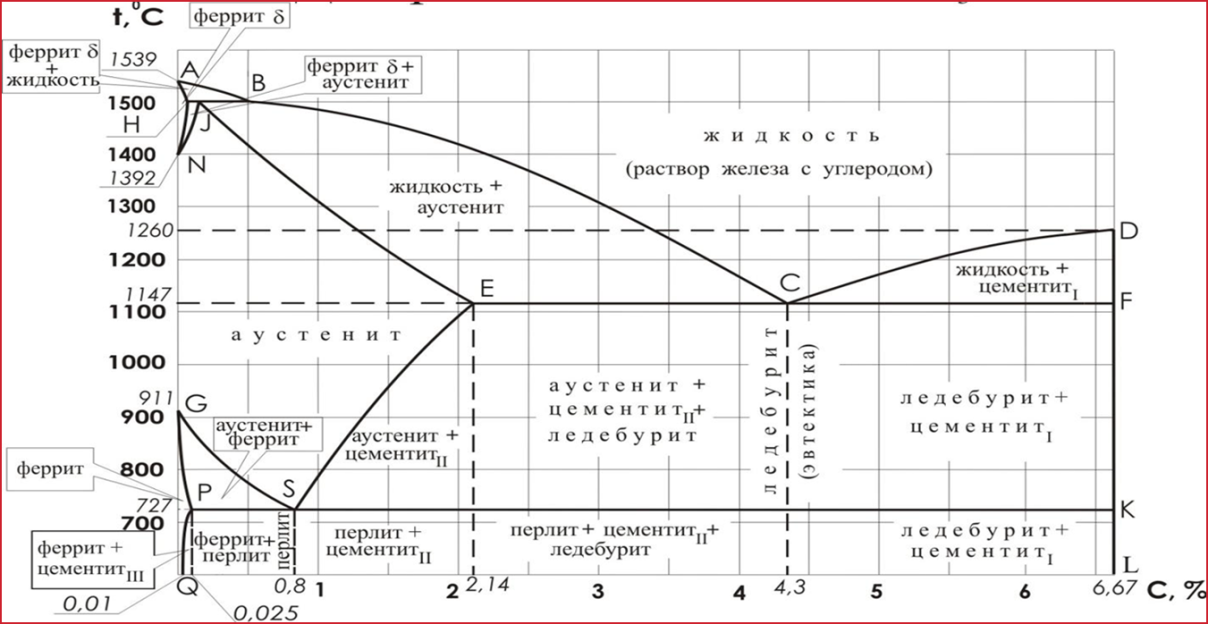 t,°C
феррит δ
феррит δ
+
жидкость
1539
A
B
феррит δ+
аустенит
1500
H
J
1400
N
1392
жидкость
(раствор железа с углеродом)
жидкость +
аустенит
1300
1260
D
1200
жидкость +
цементит I
1147
E
C
F
1100
аустенит
1000
911
G
900
аустенит+
феррит
аустенит +
цементит II
аустенит +
цементит II+
ледебурит
ледебурит
(эвтектика)
ледебурит+
цементит I
феррит
800
P
S
727
K
700
феррит +
цементит III
феррит+
перлит
перлит
перлит +
цементит II
перлит + цементит II+
ледебурит
ледебурит+
цементит I
L
Q
0,01
0,025
0,8
1
2
2,14
3
4
4,3
5
6
6,67
C, %